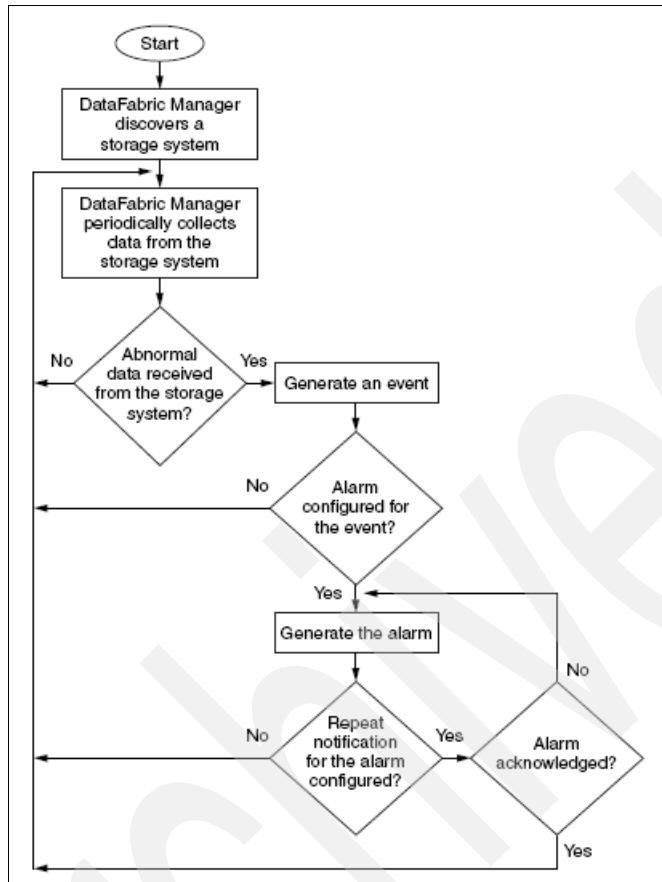 Start
DataFabric Manager
discovers a
storage system
DataFabric Manager
periodically collects
data from the
storage system
No
Abnormal
data received
from the storage
system?
Yes
Generate an event
No
Alarm
configured for
the event?
Yes
Generate the alarm
No
No
Repeat
notification
for the alarm
configured?
Yes
Alarm
acknowledged?
Yes